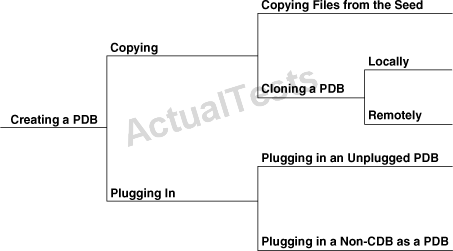 Copying Files from the Seed
Copying
Locally
Cloning a PDB
Creating a PDB
Remotely
ActualTests
Plugging in an Unplugged PDB
Plugging In
Plugging in a Non-CDB as a PDB